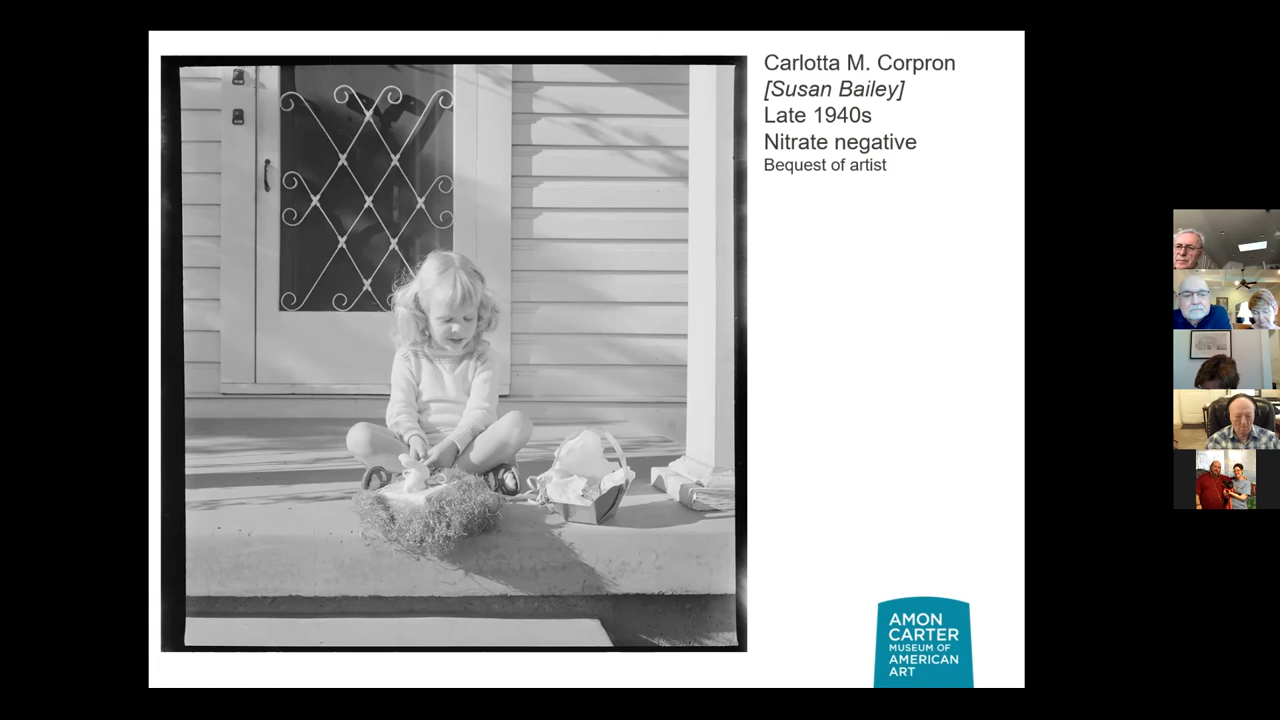 Carlotta M. Corpron
[Susan Bailey]
Late 1940s
Nitrate negative
Bequest of artist
AMON
CARTER
MUSEUM OF
AMERICAN
ART